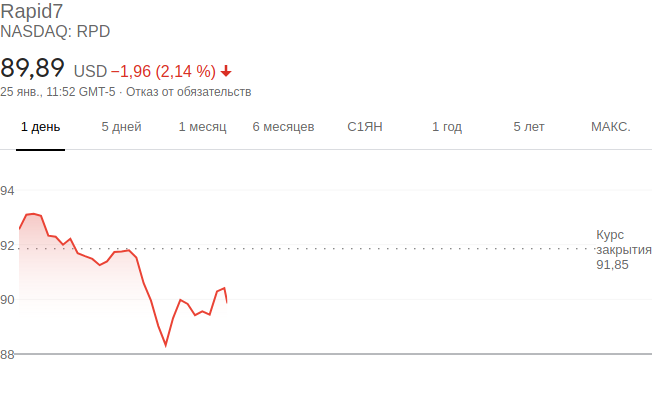 Rapid7
NASDAQ: RPD
89,89 USD −1,96 (2,14 %)
25 янв., 11:52 GMT-5 · Отказ от обязательств
1 день 5 дней 1 месяц 6 месяцев С1ЯН 1 год 5 лет МАКС.
94
92
90
88
Курс
закрытия
91,85